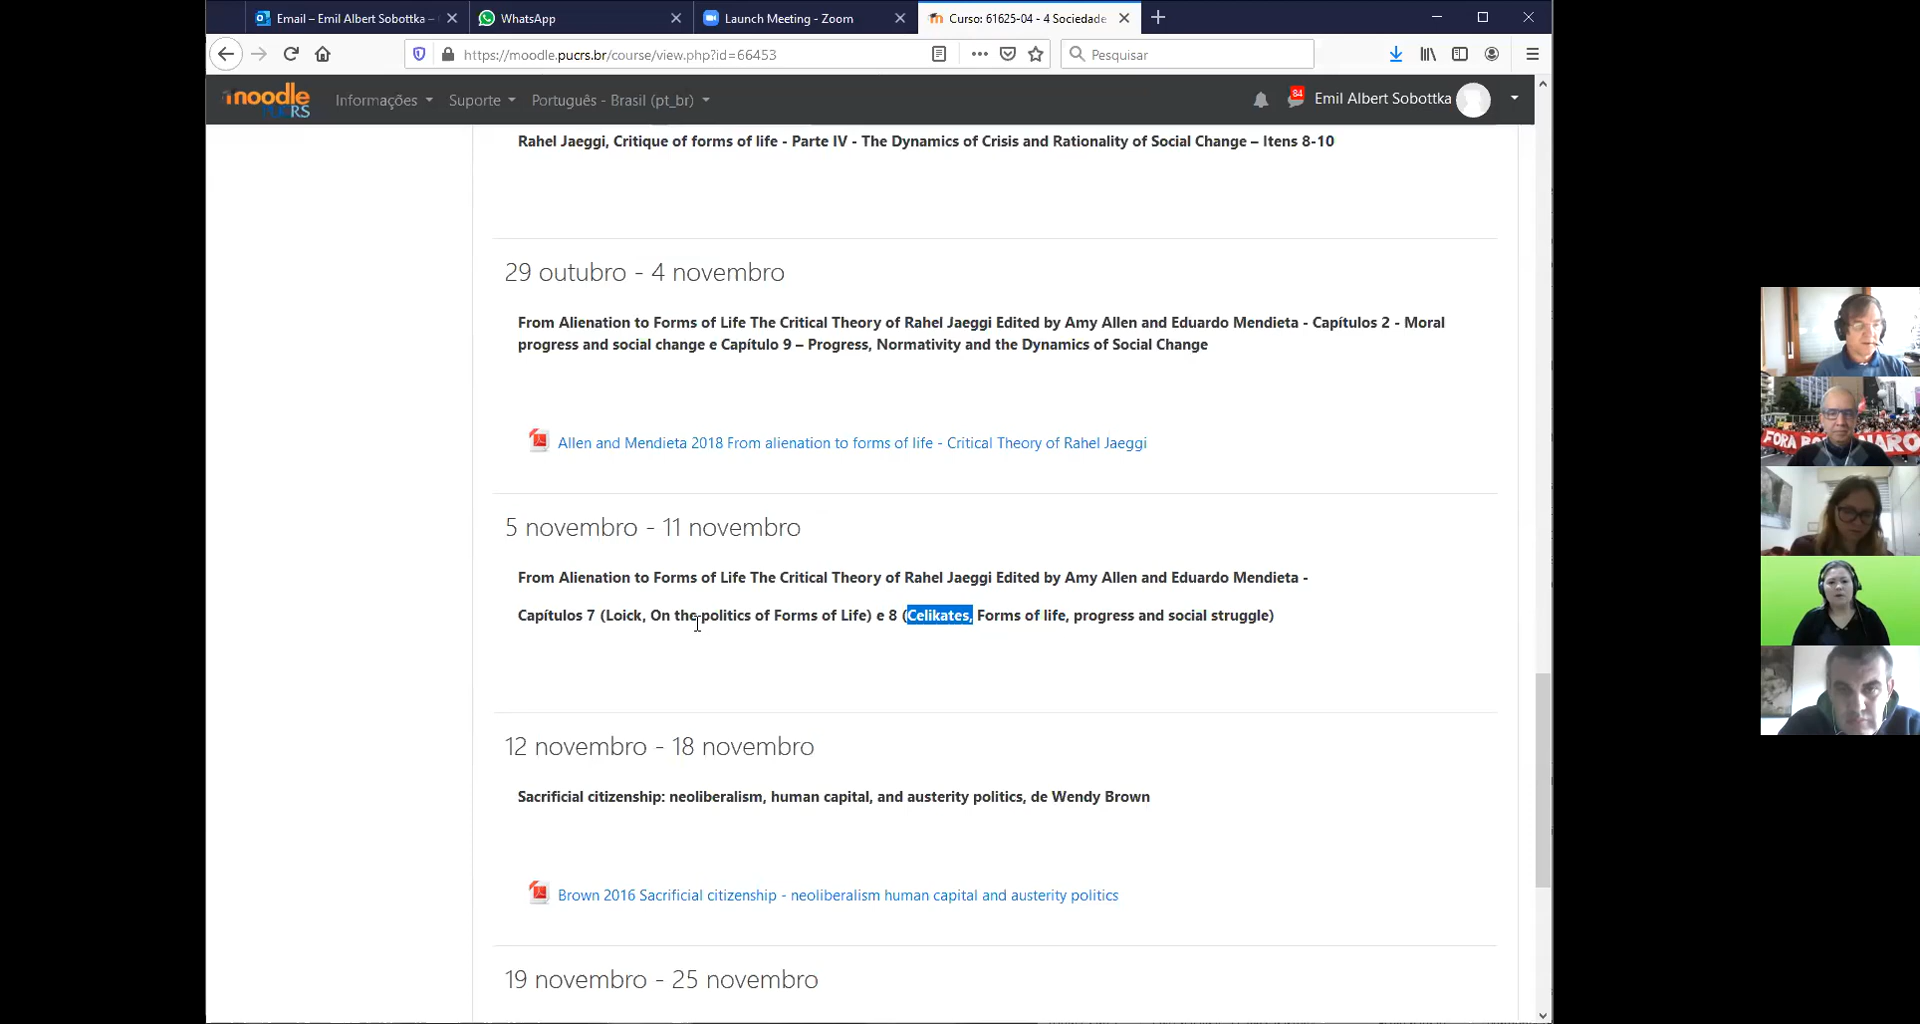 Email – Emil Albert Sobottka –
WhatsApp
Launch Meeting - Zoom
Curso: 61625-04 - 4 Sociedade
https://moodle.pucrs.br/course/view.php?id=66453
Pesquisar
moodle
PUCRS
Informações
Suporte
Português - Brasil (pt_br)
84
Emil Albert Sobottka
Rahel Jaeggi, Critique of forms of life - Parte IV - The Dynamics of Crisis and Rationality of Social Change – Itens 8-10
29 outubro - 4 novembro
From Alienation to Forms of Life The Critical Theory of Rahel Jaeggi Edited by Amy Allen and Eduardo Mendieta - Capítulos 2 - Moral
progress and social change e Capítulo 9 – Progress, Normativity and the Dynamics of Social Change
Allen and Mendieta 2018 From alienation to forms of life - Critical Theory of Rahel Jaeggi
5 novembro - 11 novembro
From Alienation to Forms of Life The Critical Theory of Rahel Jaeggi Edited by Amy Allen and Eduardo Mendieta -
Capítulos 7 (Loick, On the politics of Forms of Life) e 8 (Celikates, Forms of life, progress and social struggle)
12 novembro - 18 novembro
Sacrificial citizenship: neoliberalism, human capital, and austerity politics, de Wendy Brown
Brown 2016 Sacrificial citizenship - neoliberalism human capital and austerity politics
19 novembro - 25 novembro